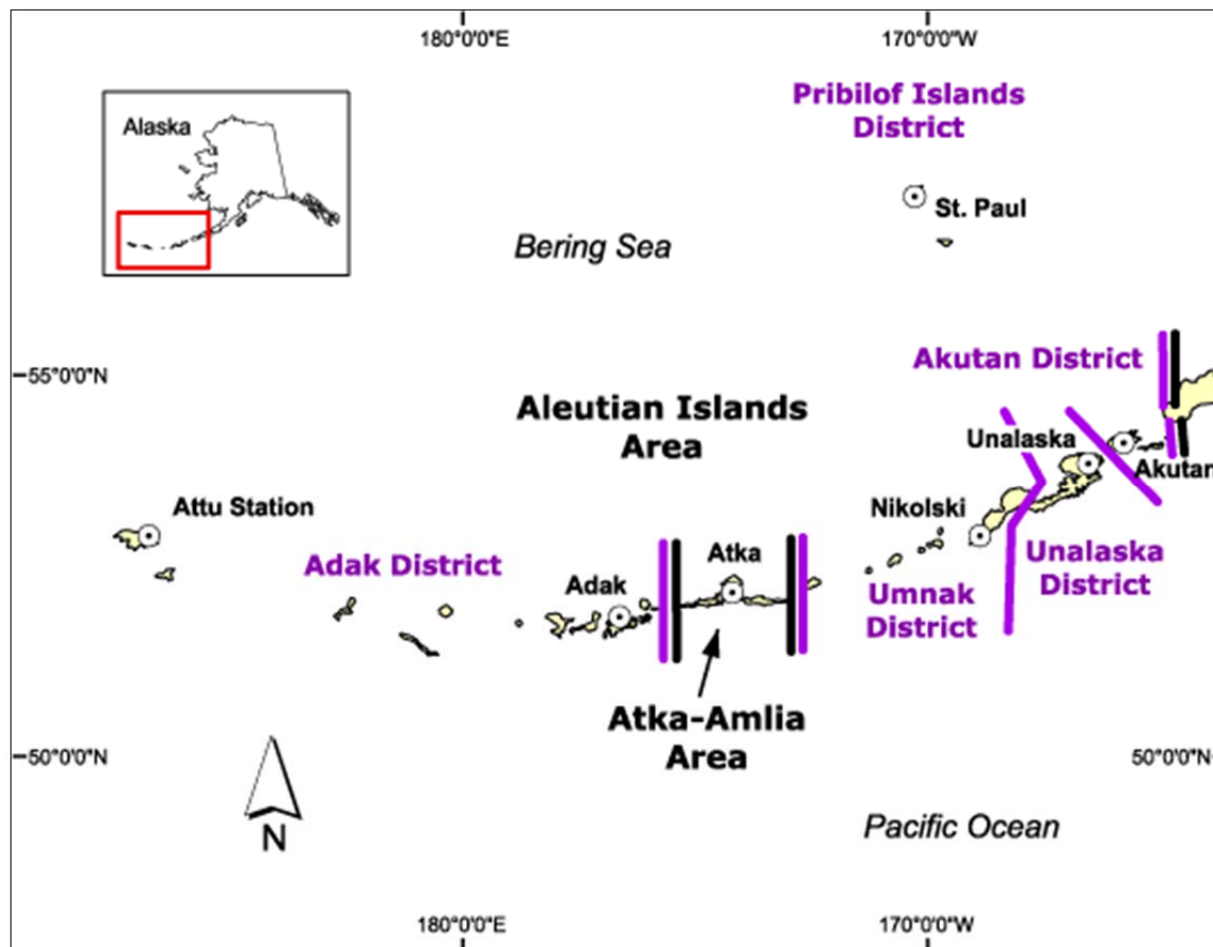 180°0'0"E
170°0'0"W
Pribilof Islands
District
Alaska
St. Paul
Bering Sea
55°0'0"N
Akutan District
Aleutian Islands
Area
Unalaska
Akutan
Attu Station
Nikolski
Adak District
Atka
Adak
Unalaska
District
Umnak
District
Atka-Amlia
Area
50°0'0"N
50°0'0"N
N
Pacific Ocean
180°0'0"E
170°0'0"W